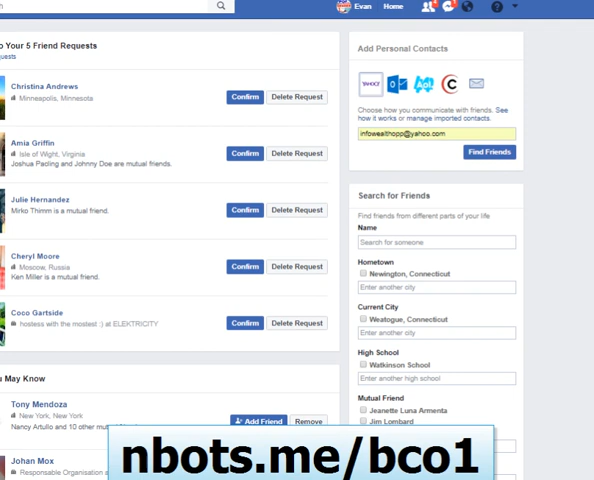 Evan Home
o Your 5 Friend Requests
quests
Christina Andrews
Minneapolis, Minnesota
Confirm Delete Request
Amia Griffin
Isle of Wight, Virginia
Joshua Paoling and Johnny Doe are mutual friends.
Confirm Delete Request
Julie Hernandez
Mirko Thimm is a mutual friend.
Confirm Delete Request
Cheryl Moore
Moscow, Russia
Ken Miller is a mutual friend.
Confirm Delete Request
Coco Gartside
hostess with the mostest :) at ELEKTRICITY
Confirm Delete Request
u May Know
Tony Mendoza
New York, New York
Nancy Artullo and 10 other mutual
Add Friend Remove
Johan Mox
Responsible Organisation a
Add Personal Contacts
YAHOO!
Aol.
Choose how you communicate with friends. See
how it works or manage imported contacts.
infowealthopp@yahoo.com
Find Friends
Search for Friends
Find friends from different parts of your life
Name
Search for someone
Hometown
Newington, Connecticut
Enter another city
Current City
Weatogue, Connecticut
Enter another city
High School
Watkinson School
Enter another high school
Mutual Friend
Jeanette Luna Armenta
Jim Lombard
nbots.me/bco1